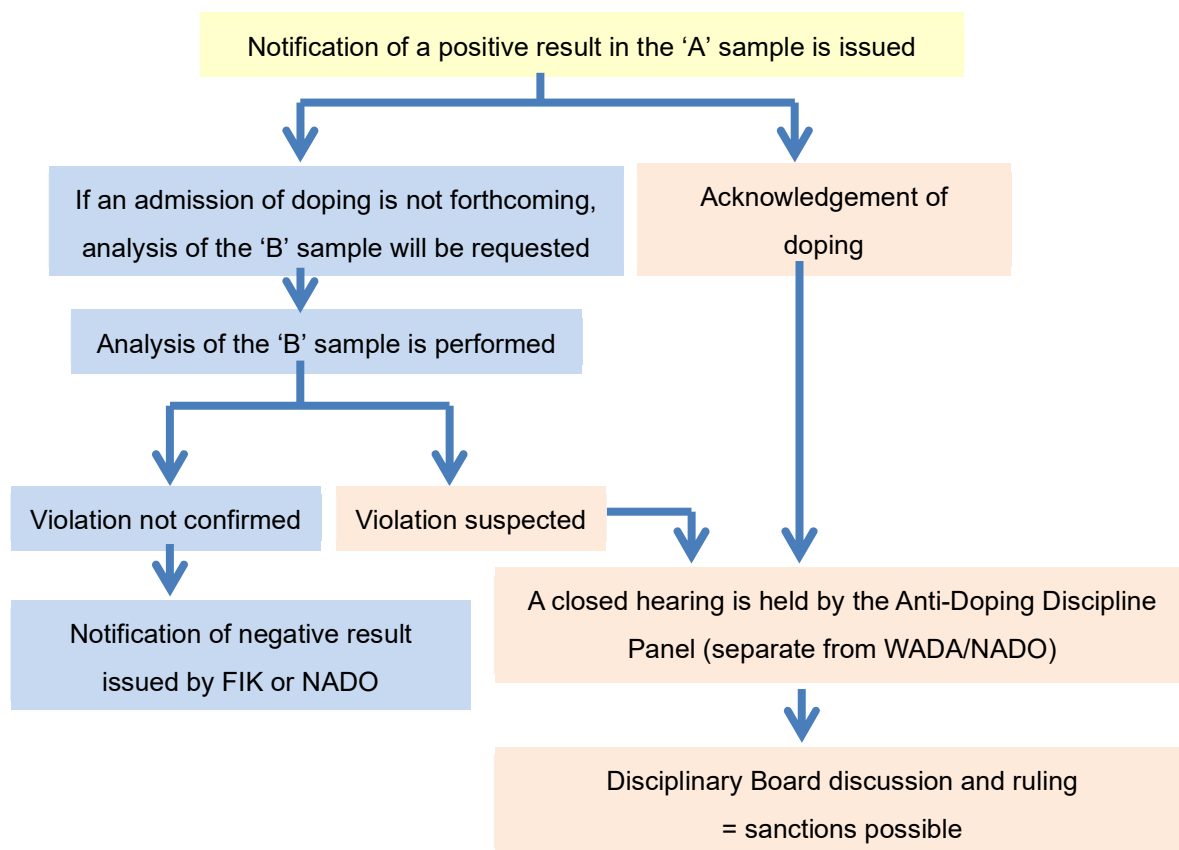 Notification of a positive result in the ‘A’ sample is issued
If an admission of doping is not forthcoming,
analysis of the ‘B’ sample will be requested
Acknowledgement of
doping
Analysis of the ‘B’ sample is performed
Violation not confirmed
Violation suspected
Notification of negative result
issued by FIK or NADO
A closed hearing is held by the Anti-Doping Discipline
Panel (separate from WADA/NADO)
Disciplinary Board discussion and ruling
= sanctions possible